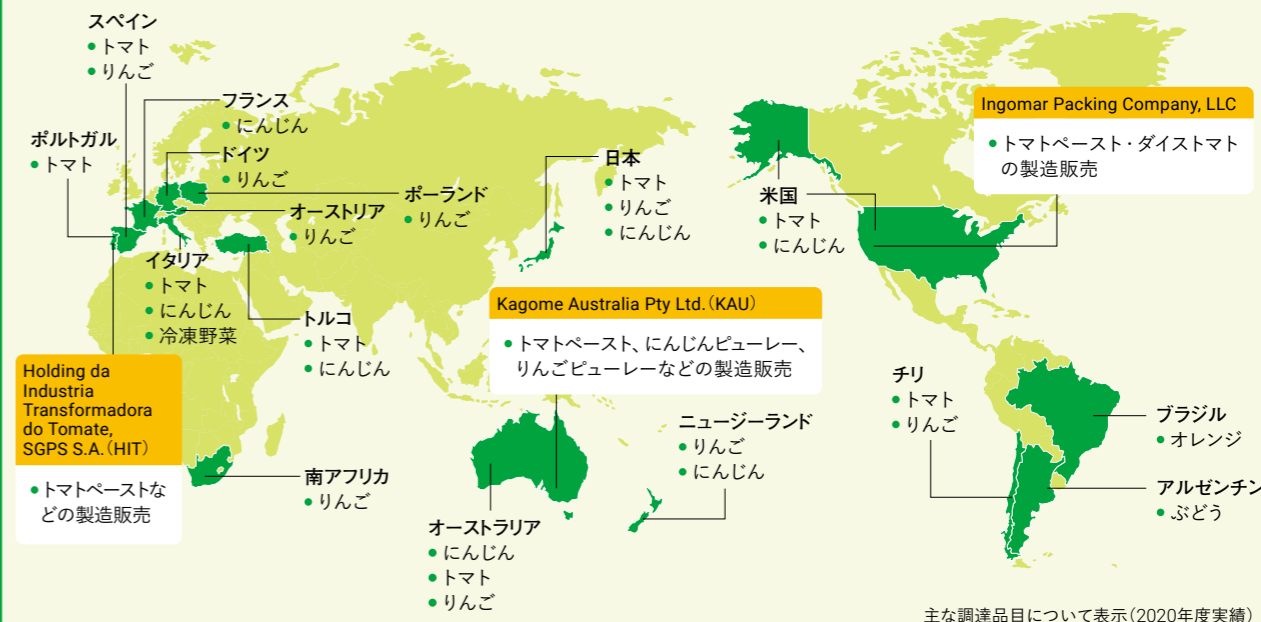 スペイン
• トマト
• りんご
フランス
• にんじん
ポルトガル
• トマト
ドイツ
• りんご
ポーランド
• りんご
オーストリア
• りんご
イタリア
• トマト
• にんじん
• 冷凍野菜
トルコ
• トマト
• にんじん
日本
• トマト
• りんご
• にんじん
米国
• トマト
• にんじん
Ingomar Packing Company, LLC
• トマトペースト・ダイストマト
の製造販売
Kagome Australia Pty Ltd.（KAU）
• トマトペースト、にんじんピューレー、
りんごピューレーなどの製造販売
Holding da
Industria
Transformadora
do Tomate,
SGPS S.A.（HIT）
• トマトペーストな
どの製造販売
南アフリカ
• りんご
オーストラリア
• にんじん
• トマト
• りんご
ニュージーランド
• りんご
• にんじん
チリ
• トマト
• りんご
ブラジル
• オレンジ
アルゼンチン
• ぶどう
主な調達品目について表示（2020年度実績）